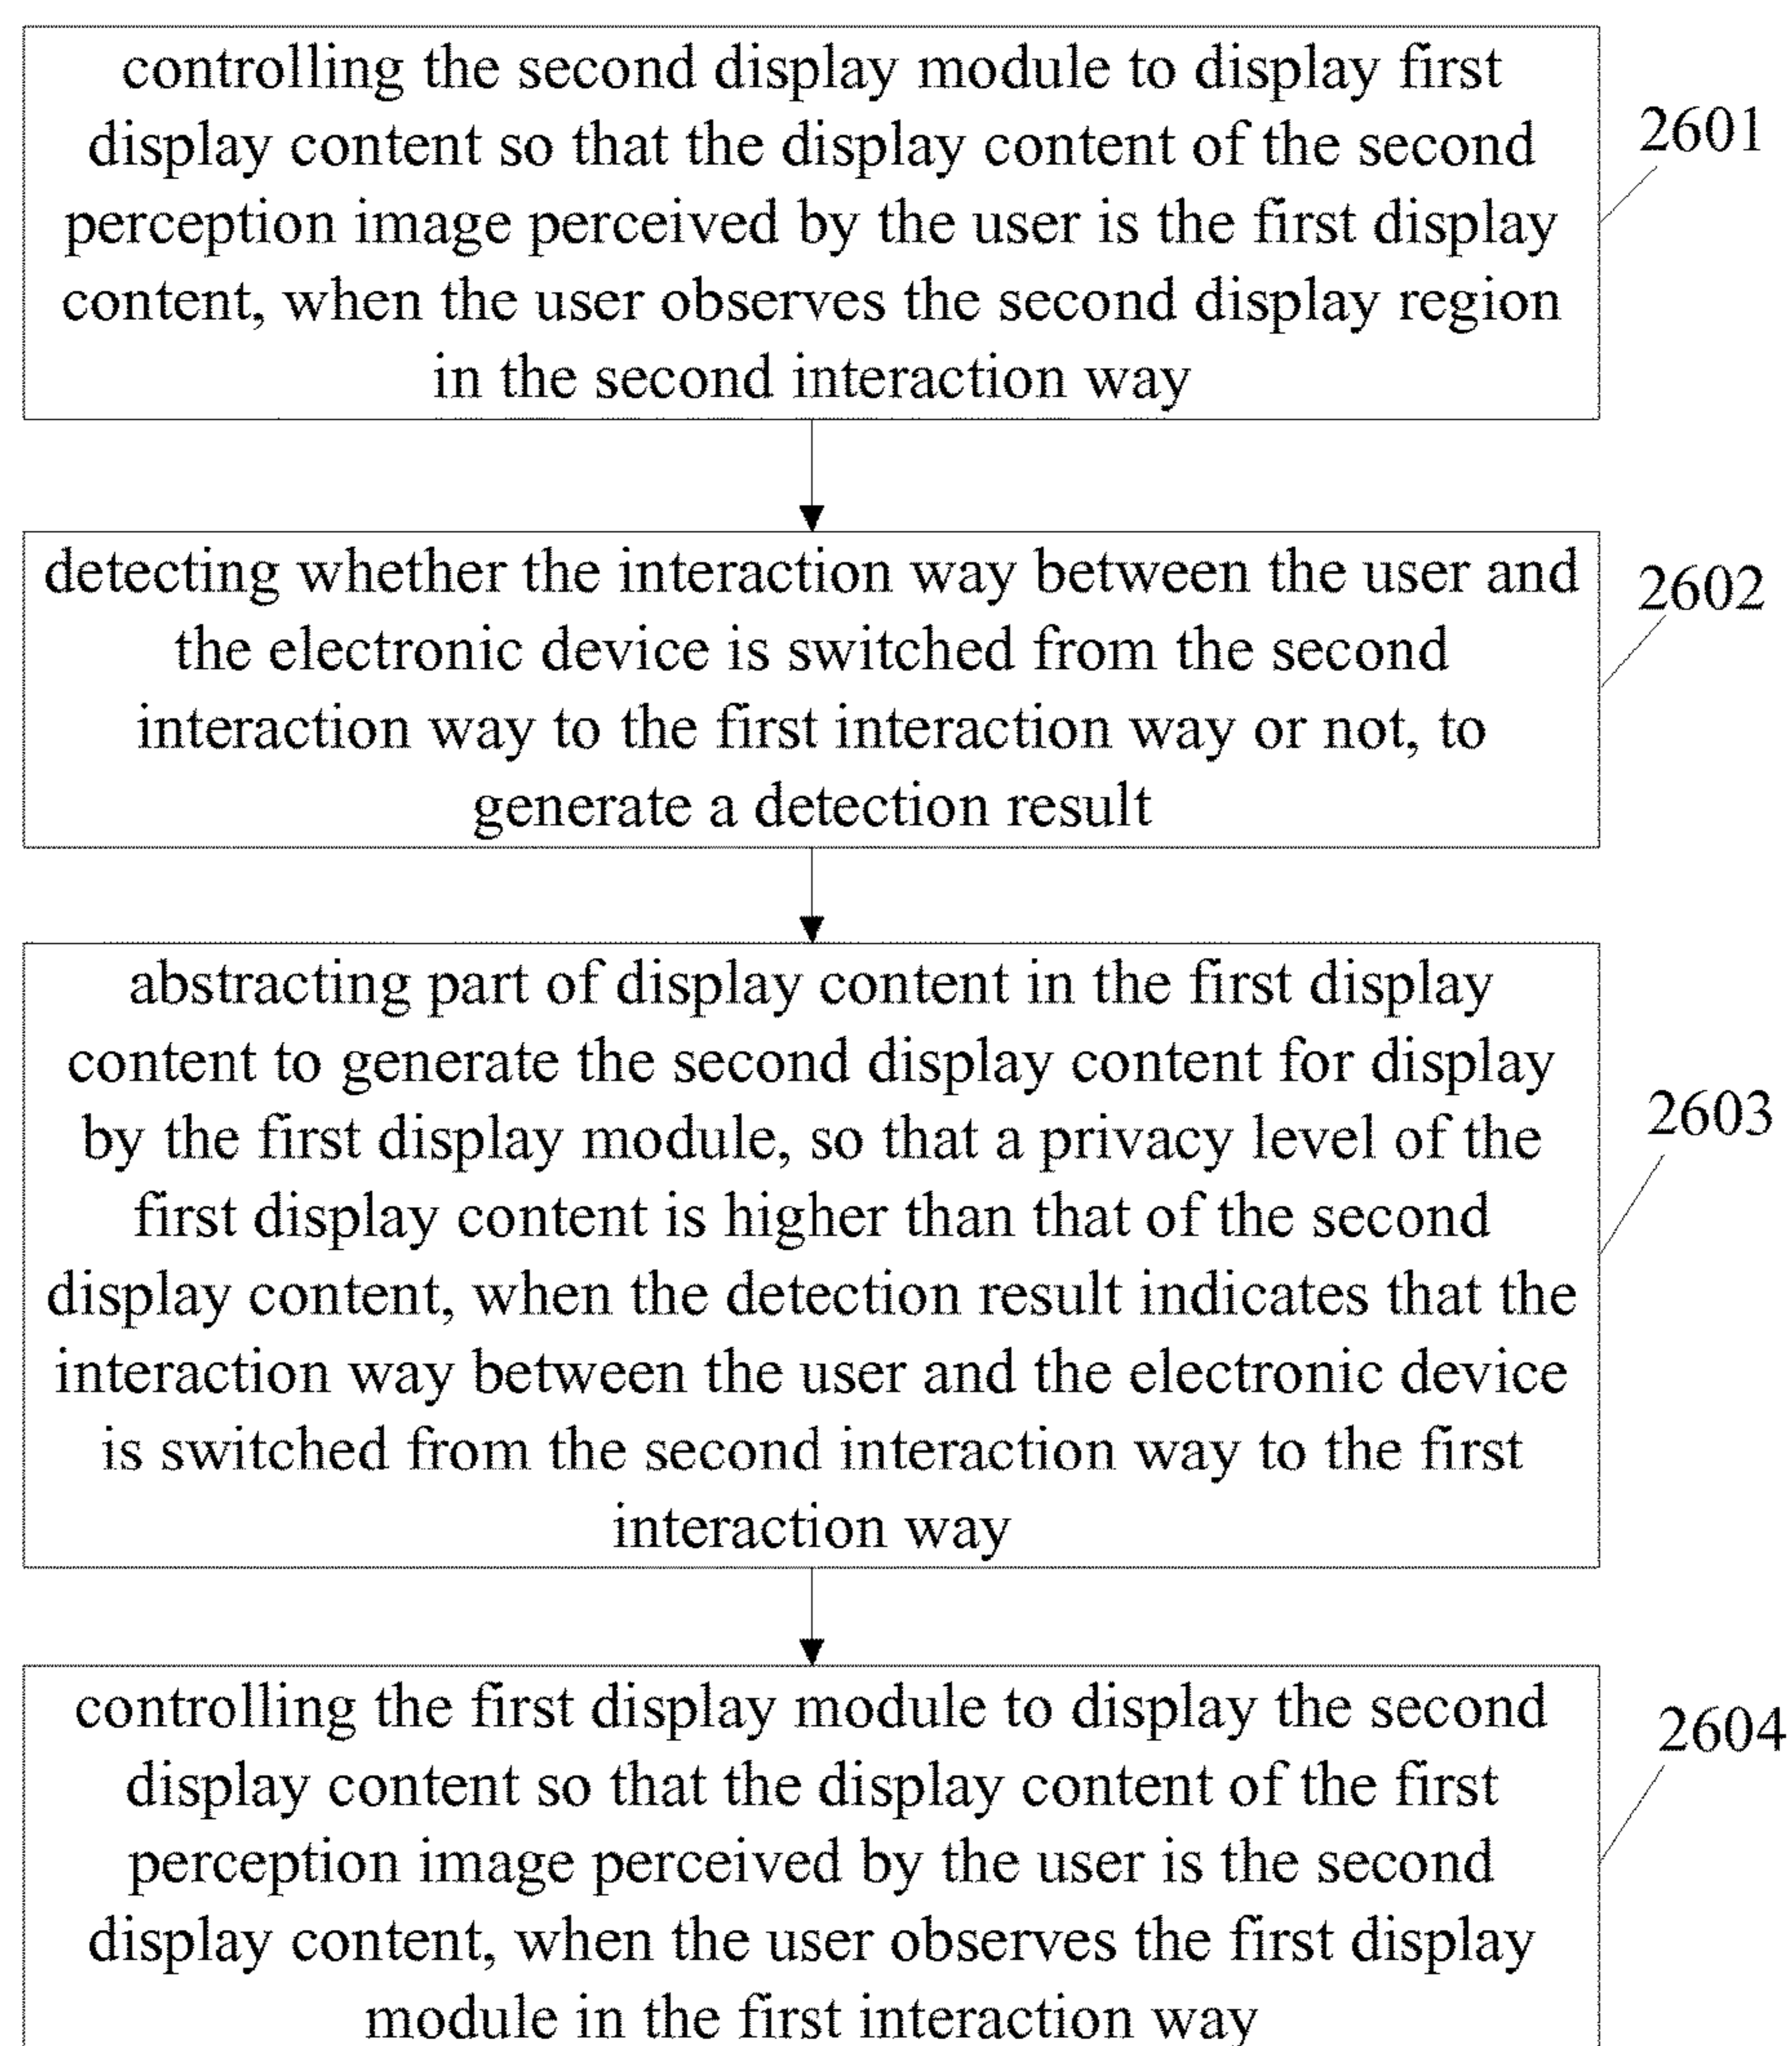 controlling the second display module to display first
display content so that the display content of the second
perception image perceived by the user is the first display
content, when the user observes the second display region
in the second interaction way
2601
detecting whether the interaction way between the user and
the electronic device is switched from the second
interaction way to the first interaction way or not, to
generate a detection result
2602
abstracting part of display content in the first display
content to generate the second display content for display
by the first display module, so that a privacy level of the
first display content is higher than that of the second
display content, when the detection result indicates that the
interaction way between the user and the electronic device
is switched from the second interaction way to the first
interaction way
2603
controlling the first display module to display the second
display content so that the display content of the first
perception image perceived by the user is the second
display content, when the user observes the first display
module in the first interaction way
2604